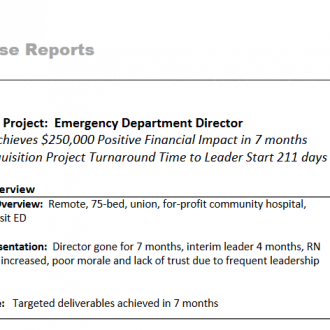 se Reports
Project: Emergency Department Director
chieves $250,000 Positive Financial Impact in 7 months
uisition Project Turnaround Time to Leader Start 211 days
erview
Overview: Remote, 75-bed, union, for-profit community hospital,
sit ED
sentation: Director gone for 7 months, interim leader 4 months, RN
increased, poor morale and lack of trust due to frequent leadership
e: Targeted deliverables achieved in 7 months